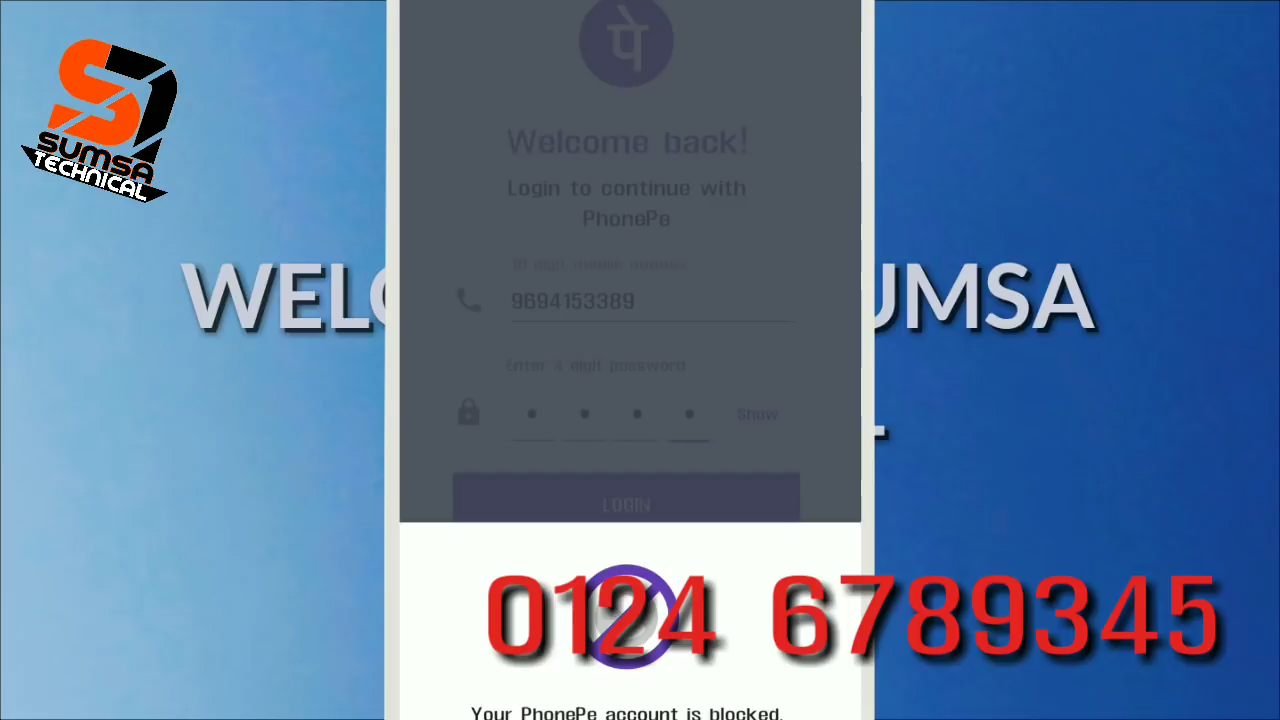 SUMSA
TECHNICAL
पे
Welcome back!
Login to continue with
PhonePe
10 digit mobile number
9694153389
Enter 4 digit password
Show
LOGIN
WEL
UMSA
0124 6789345
Your PhonePe account is blocked.